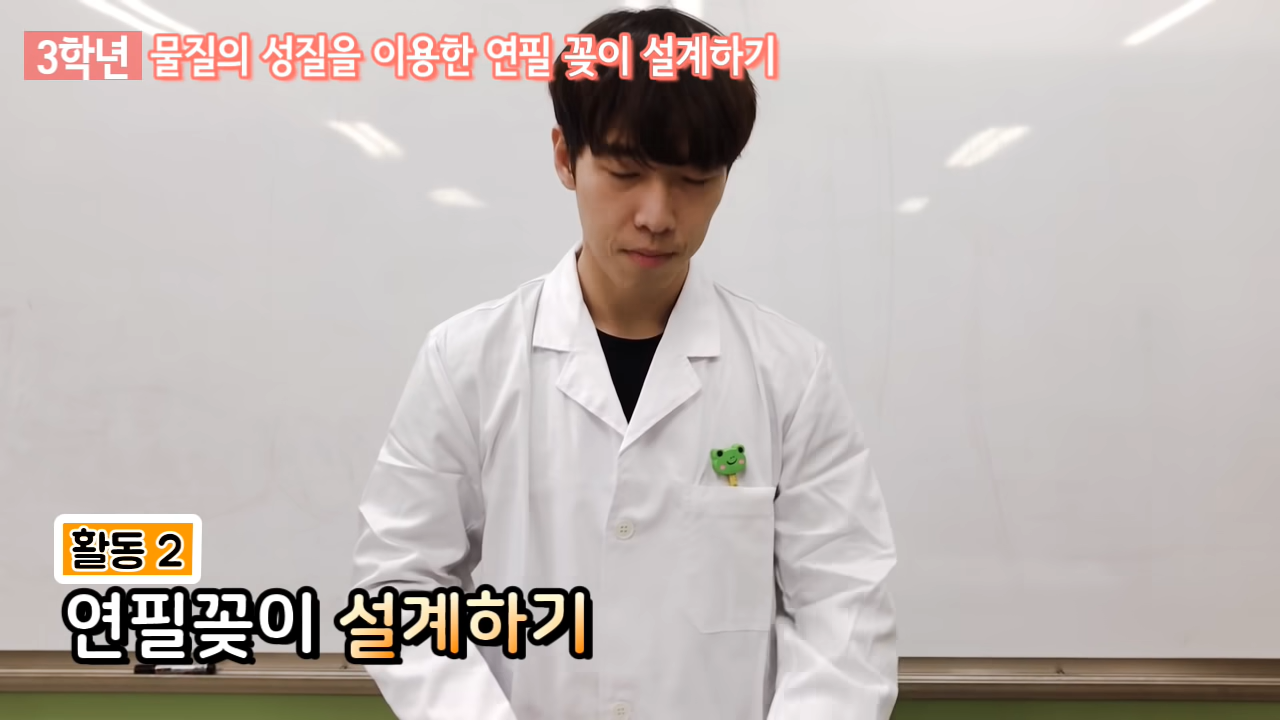 3학년 물질의 성질을 이용한 연필 꽂이 설계하기
활동 2
연필꽂이 설계하기